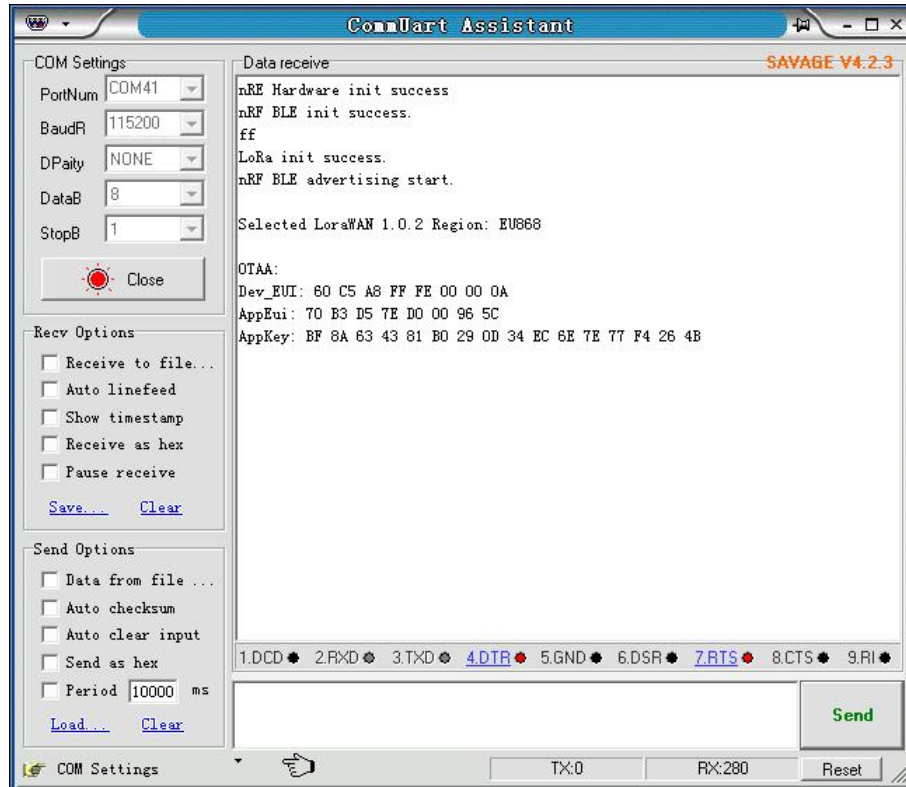 CommUart Assistant
COM Settings
PortNum COM41
BaudR 115200
DPaity NONE
DataB 8
StopB 1
Close
Recv Options
Receive to file...
Auto linefeed
Show timestamp
Receive as hex
Pause receive
Save... Clear
Send Options
Data from file ...
Auto checksum
Auto clear input
Send as hex
Period 10000 ms
Load... Clear
Data receive SAVAGE V4.2.3
nRE Hardware init success
nRF BLE init success.
ff
LoRa init success.
nRF BLE advertising start.
Selected LoraWAN 1.0.2 Region: EU868
OTAA:
Dev_EUI: 60 C5 A8 FF FE 00 00 0A
AppEui: 70 B3 D5 7E D0 00 96 5C
AppKey: BF 8A 63 43 81 B0 29 0D 34 EC 6E 7E 77 F4 26 4B
1.DCD 2.RXD 3.TXD 4.DTR 5.GND 6.DSR 7.RTS 8.CTS 9.RI
Send
COM Settings TX:0 RX:280 Reset